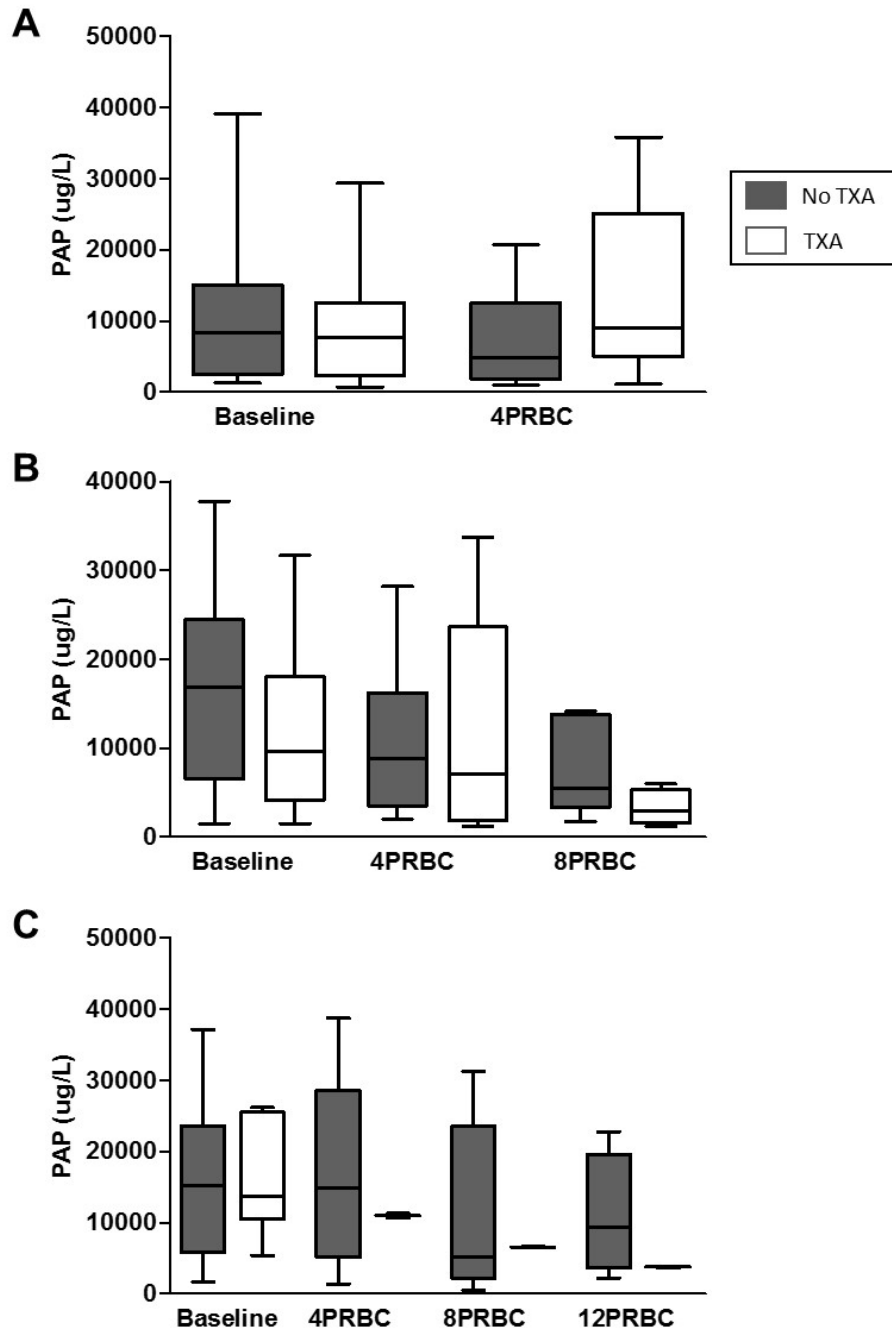 A
50000
40000
30000
20000
10000
0
PAP (ug/L)
Baseline 4PRBC
No TXA
TXA
B
40000
30000
20000
10000
0
PAP (ug/L)
Baseline 4PRBC 8PRBC
C
50000
40000
30000
20000
10000
0
PAP (ug/L)
Baseline 4PRBC 8PRBC 12PRBC